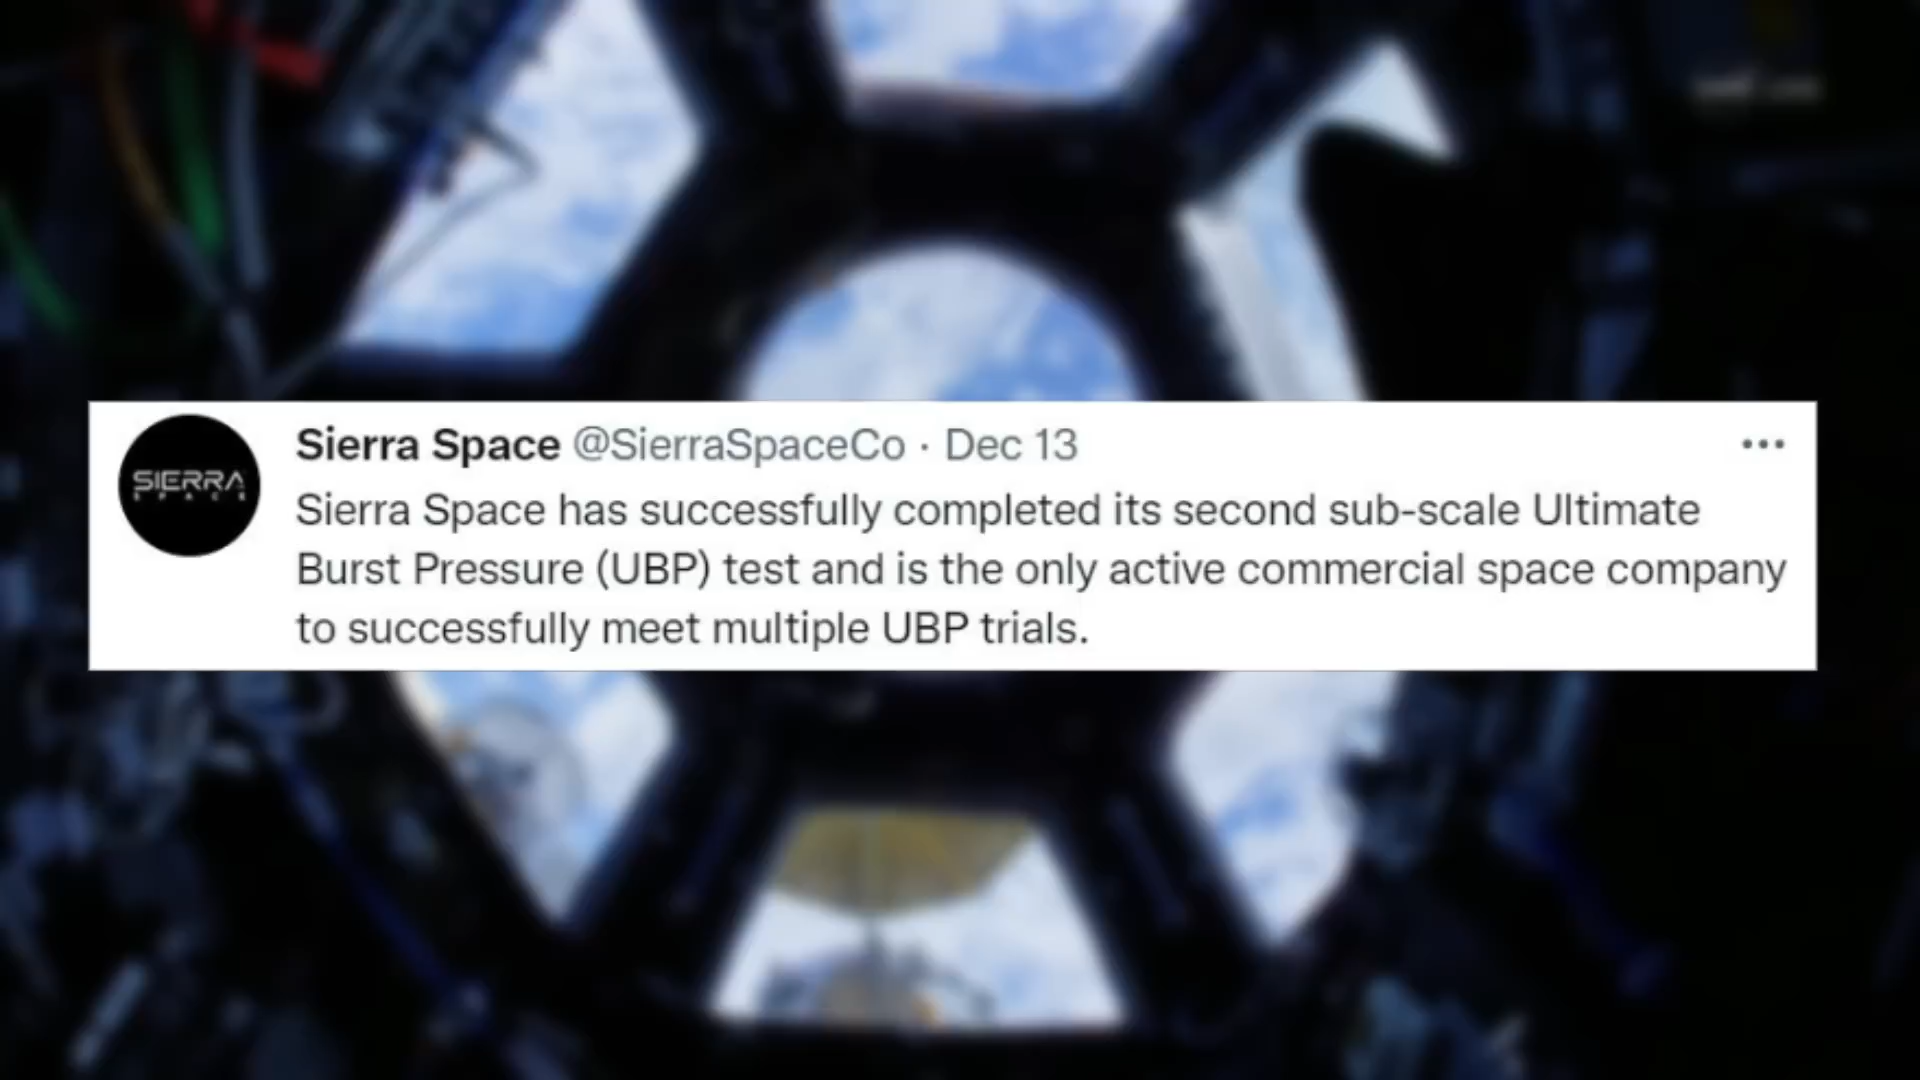 SIERRA
SPACE
Sierra Space @SierraSpaceCo · Dec 13
Sierra Space has successfully completed its second sub-scale Ultimate
Burst Pressure (UBP) test and is the only active commercial space company
to successfully meet multiple UBP trials.